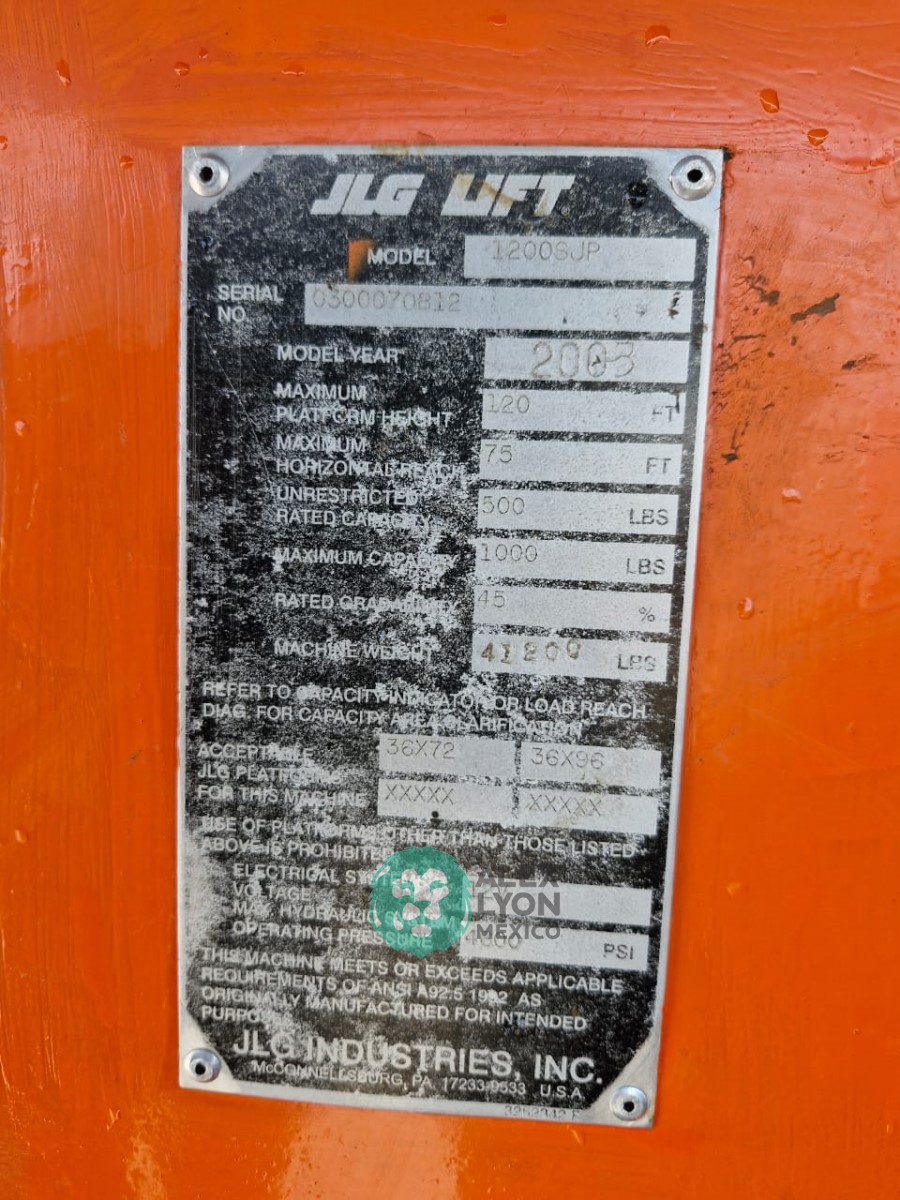 JLG LIFT
MODEL 1200SJP
SERIAL NO. 0300070812
MODEL YEAR 2003
MAXIMUM
PLATFORM HEIGHT 120 FT
MAXIMUM
HORIZONTAL REACH 75 FT
UNRESTRICTED
RATED CAPACITY 500 LBS
MAXIMUM CAPACITY 1000 LBS
RATED GRADABILITY 45 %
MACHINE WEIGHT LBS
REFER TO CAPACITY INDICATOR OR LOAD REACH
DIAG. FOR CAPACITY AREA CLARIFICATION
ACCEPTABLE 36X72 36X96
JLG PLATFORMS
FOR THIS MACHINE XXXXX XXXXX
USE OF PLATFORMS OTHER THAN THOSE LISTED
ABOVE IS PROHIBITED
ELECTRICAL SYSTEM
VOLTAGE
MAX. HYDRAULIC SYSTEM
OPERATING PRESSURE PSI
ALEX
LYON
MEXICO
THIS MACHINE MEETS OR EXCEEDS APPLICABLE
REQUIREMENTS OF ANSI A92.5 1992 AS
ORIGINALLY MANUFACTURED FOR INTENDED
PURPOSE
JLG INDUSTRIES, INC.
McCONNELLSBURG, PA. 17233-9533 U.S.A.